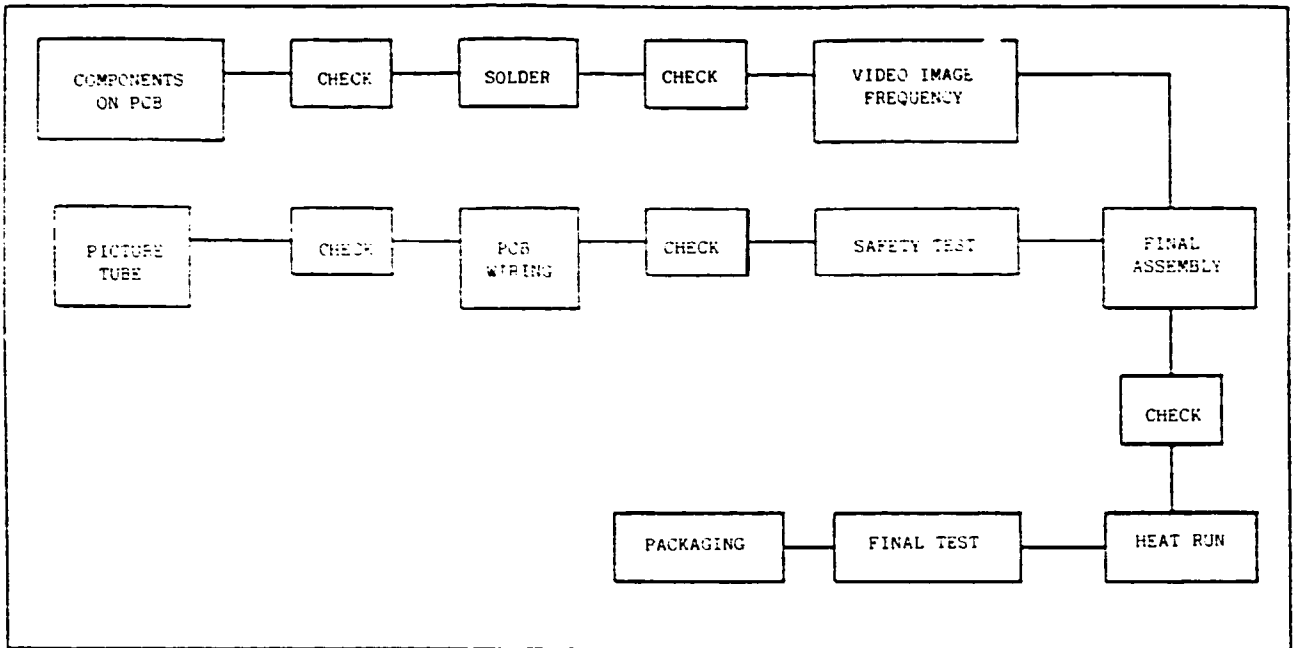 COMPONENTS
ON PCB
CHECK
SOLDER
CHECK
VIDEO IMAGE
FREQUENCY
PICTURE
TUBE
CHECK
PCB
WIRING
CHECK
SAFETY TEST
FINAL
ASSEMBLY
CHECK
PACKAGING
FINAL TEST
HEAT RUN